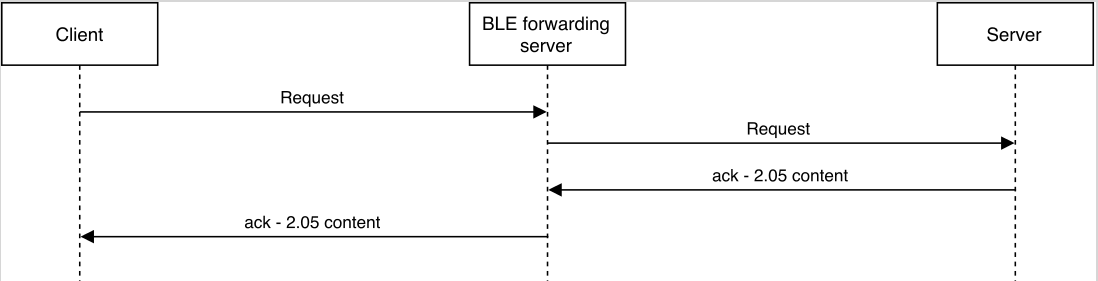 Client
BLE forwarding
server
Server
Request
Request
ack - 2.05 content
ack - 2.05 content